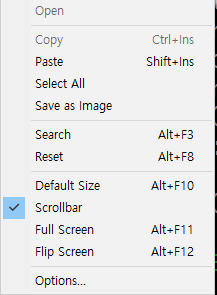 Open
Copy Ctrl+Ins
Paste Shift+Ins
Select All
Save as Image
Search Alt+F3
Reset Alt+F8
Default Size Alt+F10
Scrollbar
Full Screen Alt+F11
Flip Screen Alt+F12
Options...